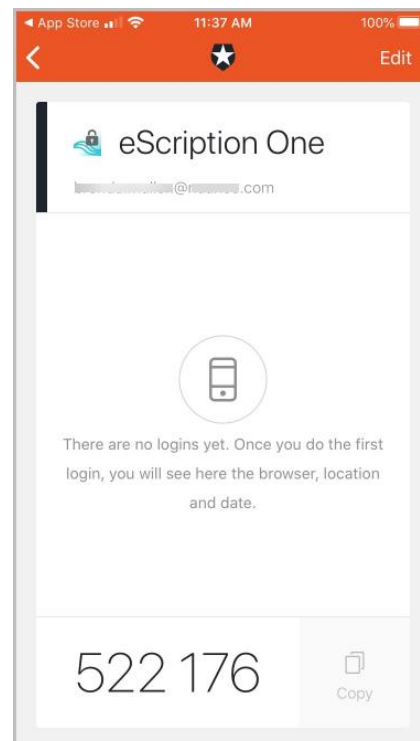 App Store 11:37 AM 100%
Edit
eScription One
There are no logins yet. Once you do the first
login, you will see here the browser, location
and date.
522 176
Copy